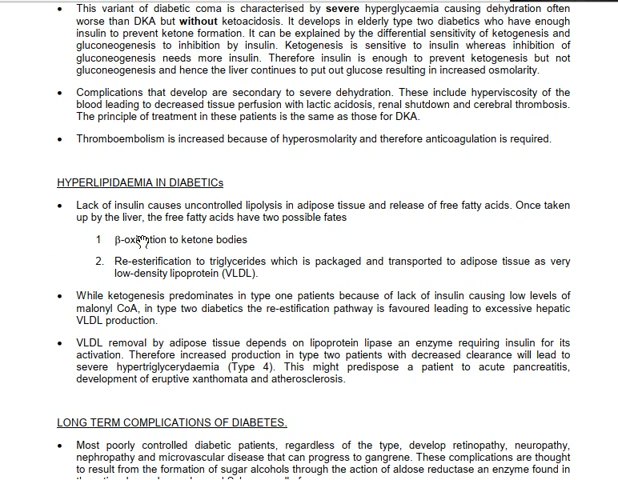 • This variant of diabetic coma is characterised by severe hyperglycaemia causing dehydration often
worse than DKA but without ketoacidosis. It develops in elderly type two diabetics who have enough
insulin to prevent ketone formation. It can be explained by the differential sensitivity of ketogenesis and
gluconeogenesis to inhibition by insulin. Ketogenesis is sensitive to insulin whereas inhibition of
gluconeogenesis needs more insulin. Therefore insulin is enough to prevent ketogenesis but not
gluconeogenesis and hence the liver continues to put out glucose resulting in increased osmolarity.
• Complications that develop are secondary to severe dehydration. These include hyperviscosity of the
blood leading to decreased tissue perfusion with lactic acidosis, renal shutdown and cerebral thrombosis.
The principle of treatment in these patients is the same as those for DKA.
• Thromboembolism is increased because of hyperosmolarity and therefore anticoagulation is required.
HYPERLIPIDAEMIA IN DIABETICs
• Lack of insulin causes uncontrolled lipolysis in adipose tissue and release of free fatty acids. Once taken
up by the liver, the free fatty acids have two possible fates
1 β-oxidation to ketone bodies
2. Re-esterification to triglycerides which is packaged and transported to adipose tissue as very
low-density lipoprotein (VLDL).
• While ketogenesis predominates in type one patients because of lack of insulin causing low levels of
malonyl CoA, in type two diabetics the re-estification pathway is favoured leading to excessive hepatic
VLDL production.
• VLDL removal by adipose tissue depends on lipoprotein lipase an enzyme requiring insulin for its
activation. Therefore increased production in type two patients with decreased clearance will lead to
severe hypertriglycerydaemia (Type 4). This might predispose a patient to acute pancreatitis,
development of eruptive xanthomata and atherosclerosis.
LONG TERM COMPLICATIONS OF DIABETES.
• Most poorly controlled diabetic patients, regardless of the type, develop retinopathy, neuropathy,
nephropathy and microvascular disease that can progress to gangrene. These complications are thought
to result from the formation of sugar alcohols through the action of aldose reductase an enzyme found in